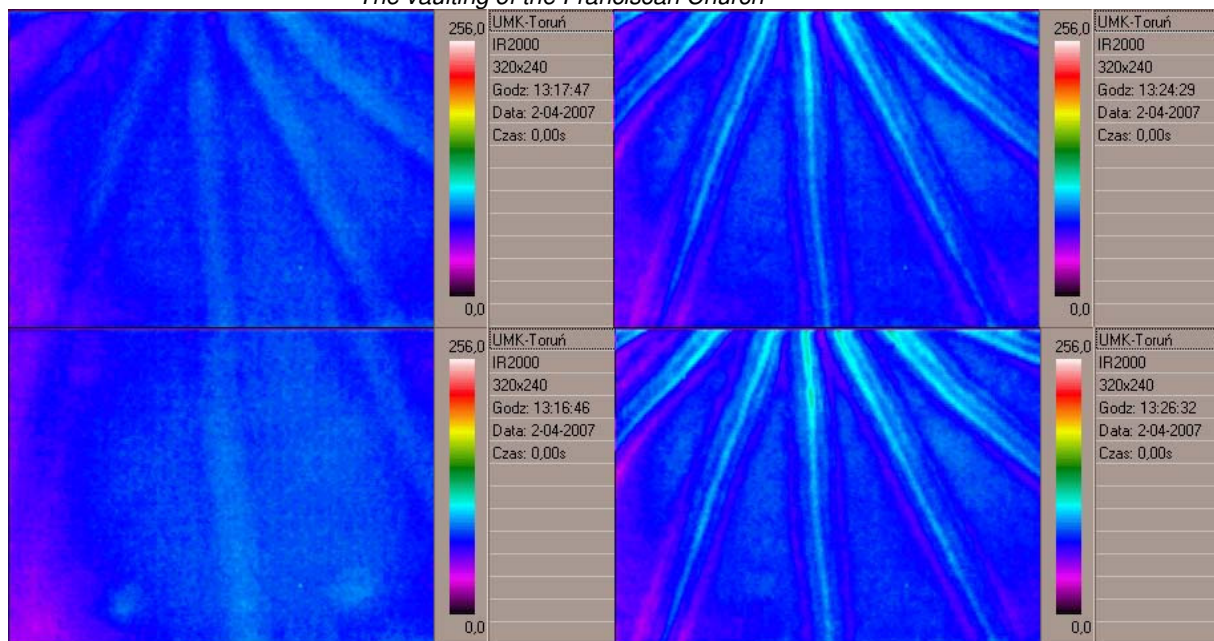 The Vaulting of the Franciscan Church
256,0
UMK-Toruń
IR2000
320x240
Godz: 13:17:47
Data: 2-04-2007
Czas: 0,00s
0,0
256,0
UMK-Toruń
IR2000
320x240
Godz: 13:24:29
Data: 2-04-2007
Czas: 0,00s
0,0
256,0
UMK-Toruń
IR2000
320x240
Godz: 13:16:46
Data: 2-04-2007
Czas: 0,00s
0,0
256,0
UMK-Toruń
IR2000
320x240
Godz: 13:26:32
Data: 2-04-2007
Czas: 0,00s
0,0